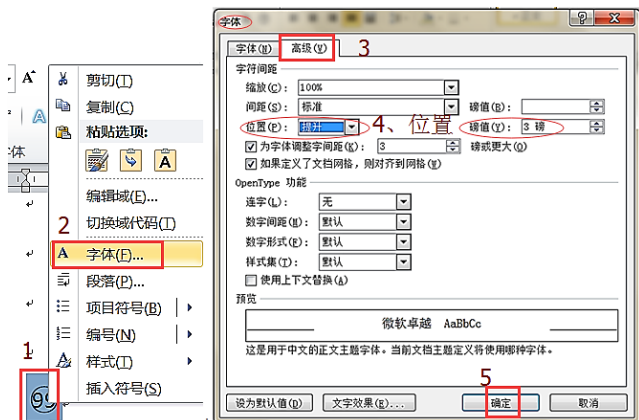 剪切(T)
复制(C)
粘贴选项:
A
编辑域(E)...
切换域代码(T)
2
A 字体(F)...
段落(P)...
项目符号(B)
编号(N)
样式(T)
插入符号(S)
1
99
体
字体
字体(N) 高级(V) 3
字符间距
缩放(C): 100%
间距(S): 标准 磅值(B):
位置(P): 提升 4、位置 磅值(Y): 3 磅
为字体调整字间距(K): 3 磅或更大(O)
如果定义了文档网格，则对齐到网格(W)
OpenType 功能
连字(L): 无
数字间距(M): 默认
数字形式(F): 默认
样式集(T): 默认
使用上下文替换(A)
预览
微软卓越 AaBbCc
这是用于中文的正文主题字体。当前文档主题定义将使用哪种字体。
5
设为默认值(D) 文字效果(E)... 确定 取消